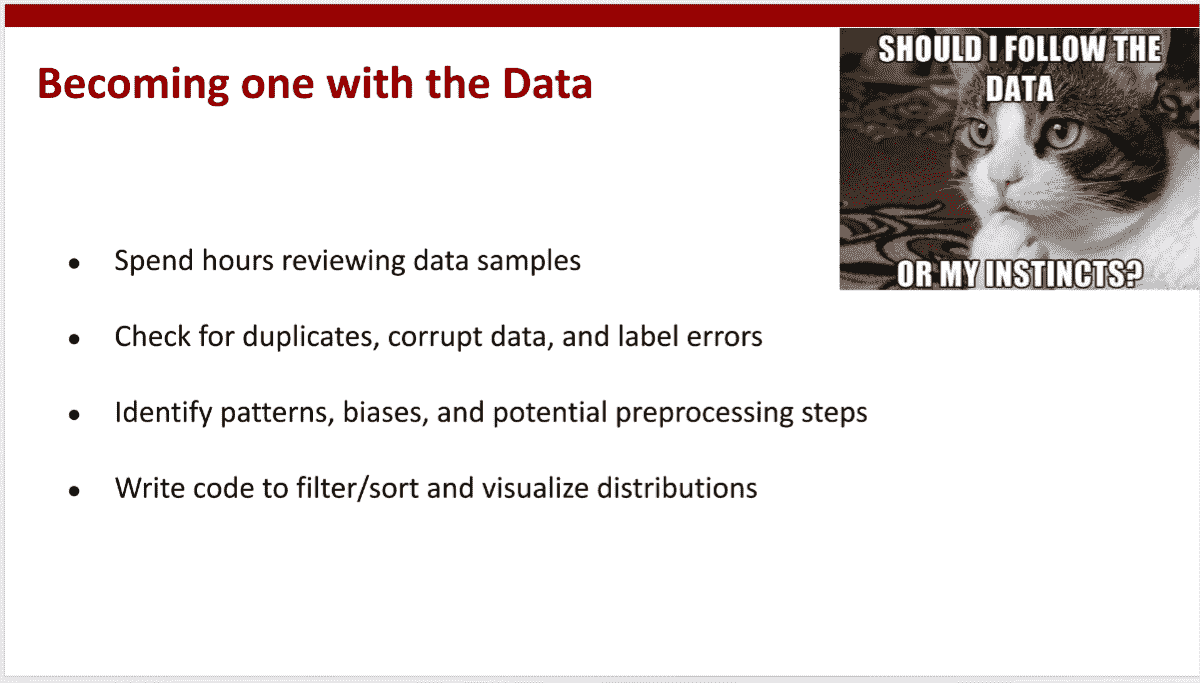 Becoming one with the Data
SHOULD I FOLLOW THE
DATA
OR MY INSTINCTS?
● Spend hours reviewing data samples
● Check for duplicates, corrupt data, and label errors
● Identify patterns, biases, and potential preprocessing steps
● Write code to filter/sort and visualize distributions